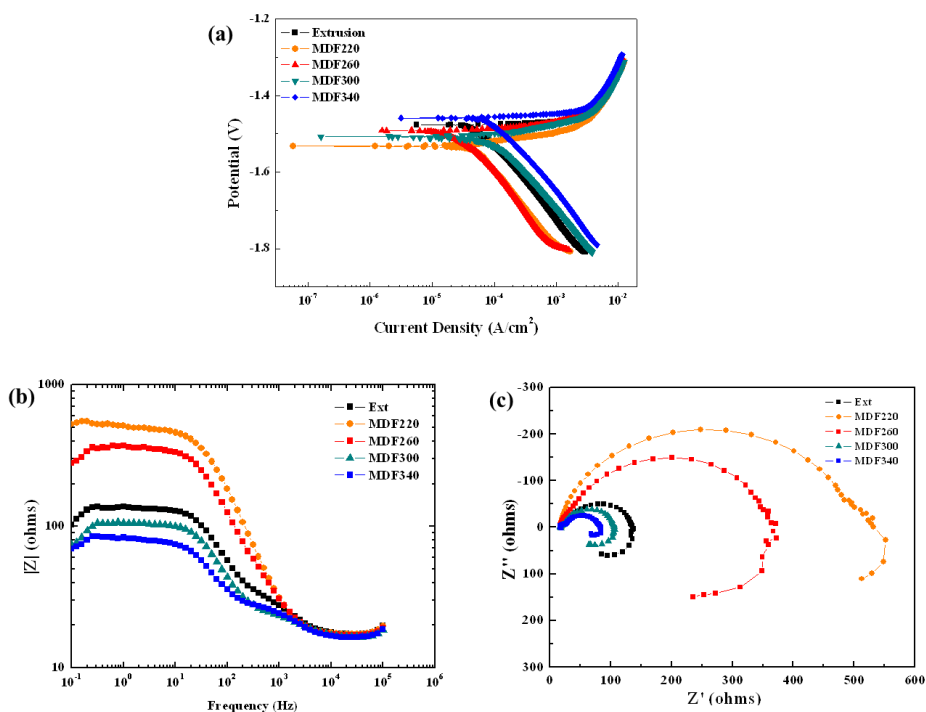 (a)
Extrusion
MDF220
MDF260
MDF300
MDF340
-1.2
-1.4
-1.6
-1.8
Potential (V)
10^-7 10^-6 10^-5 10^-4 10^-3 10^-2
Current Density (A/cm^2)
(b)
Ext
MDF220
MDF260
MDF300
MDF340
1000
100
10
|Z| (ohms)
10^-1 10^0 10^1 10^2 10^3 10^4 10^5 10^6
Frequency (Hz)
(c)
Ext
MDF220
MDF260
MDF300
MDF340
-300
-200
-100
0
100
200
300
Z'' (ohms)
0 100 200 300 400 500 600
Z' (ohms)